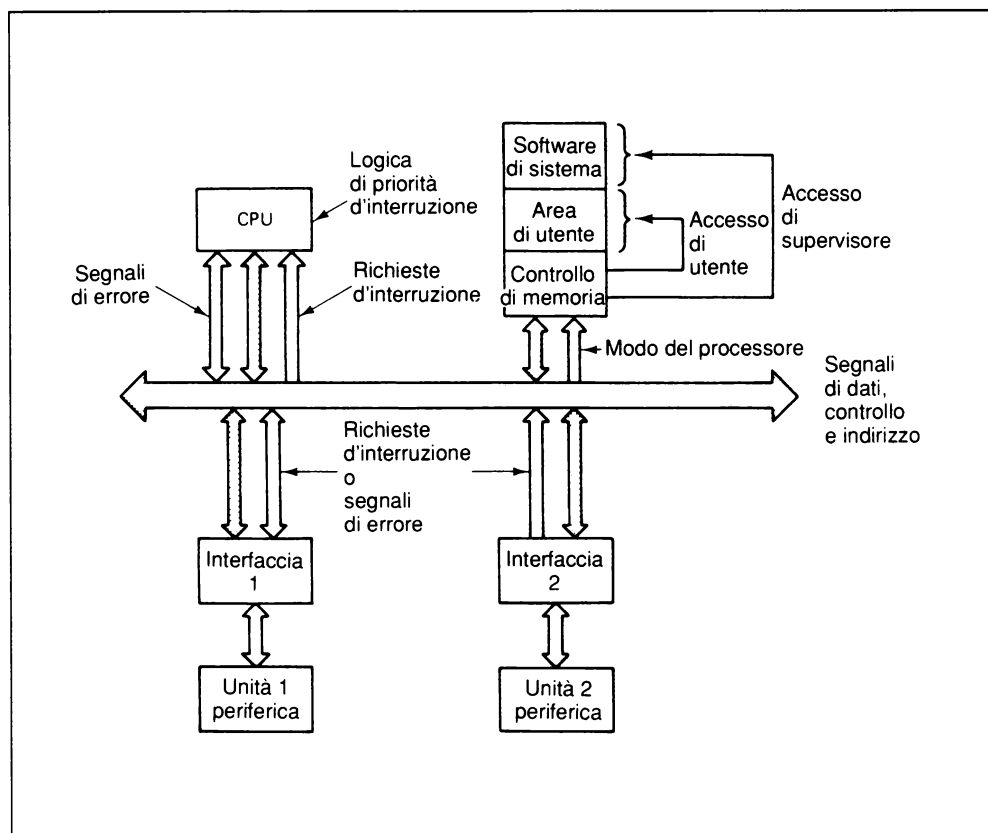 Software
di sistema
Logica
di priorità
d'interruzione
CPU
Area
di utente
Accesso
di
utente
Accesso
di
supervisore
Segnali
di errore
Richieste
d'interruzione
Controllo
di memoria
Modo del processore
Segnali
di dati,
controllo
e indirizzo
Richieste
d'interruzione
o
segnali
di errore
Interfaccia
1
Interfaccia
2
Unità 1
periferica
Unità 2
periferica